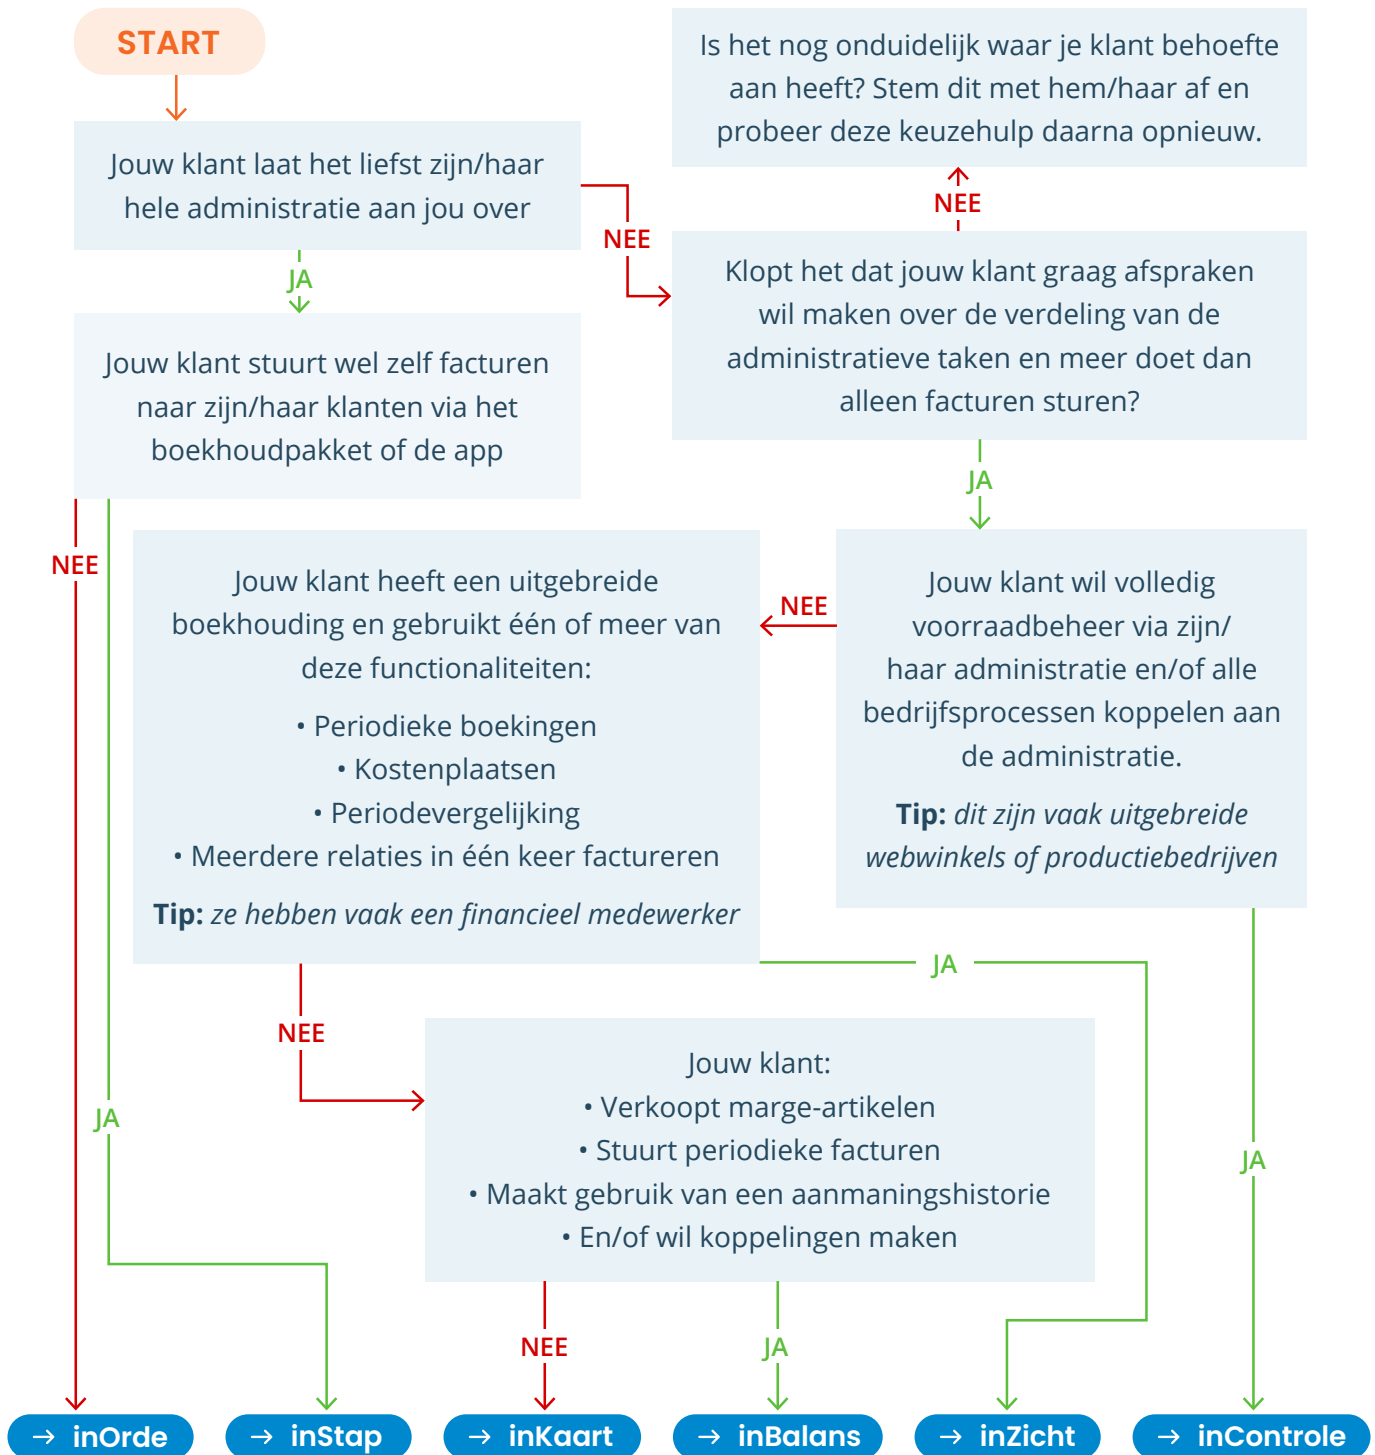 START
Jouw klant laat het liefst zijn/haar
hele administratie aan jou over
NEE
JA
Is het nog onduidelijk waar je klant behoefte
aan heeft? Stem dit met hem/haar af en
probeer deze keuzehulp daarna opnieuw.
NEE
Klopt het dat jouw klant graag afspraken
wil maken over de verdeling van de
administratieve taken en meer doet dan
alleen facturen sturen?
JA
Jouw klant stuurt wel zelf facturen
naar zijn/haar klanten via het
boekhoudpakket of de app
NEE
JA
Jouw klant wil volledig
voorraadbeheer via zijn/
haar administratie en/of alle
bedrijfsprocessen koppelen aan
de administratie.
Tip: dit zijn vaak uitgebreide
webwinkels of productiebedrijven
NEE
JA
Jouw klant heeft een uitgebreide
boekhouding en gebruikt één of meer van
deze functionaliteiten:
• Periodieke boekingen
• Kostenplaatsen
• Periodevergelijking
• Meerdere relaties in één keer factureren
Tip: ze hebben vaak een financieel medewerker
JA
NEE
Jouw klant:
• Verkoopt marge-artikelen
• Stuurt periodieke facturen
• Maakt gebruik van een aanmaningshistorie
• En/of wil koppelingen maken
NEE
JA
→ inOrde
→ inStap
→ inKaart
→ inBalans
→ inZicht
→ inControle